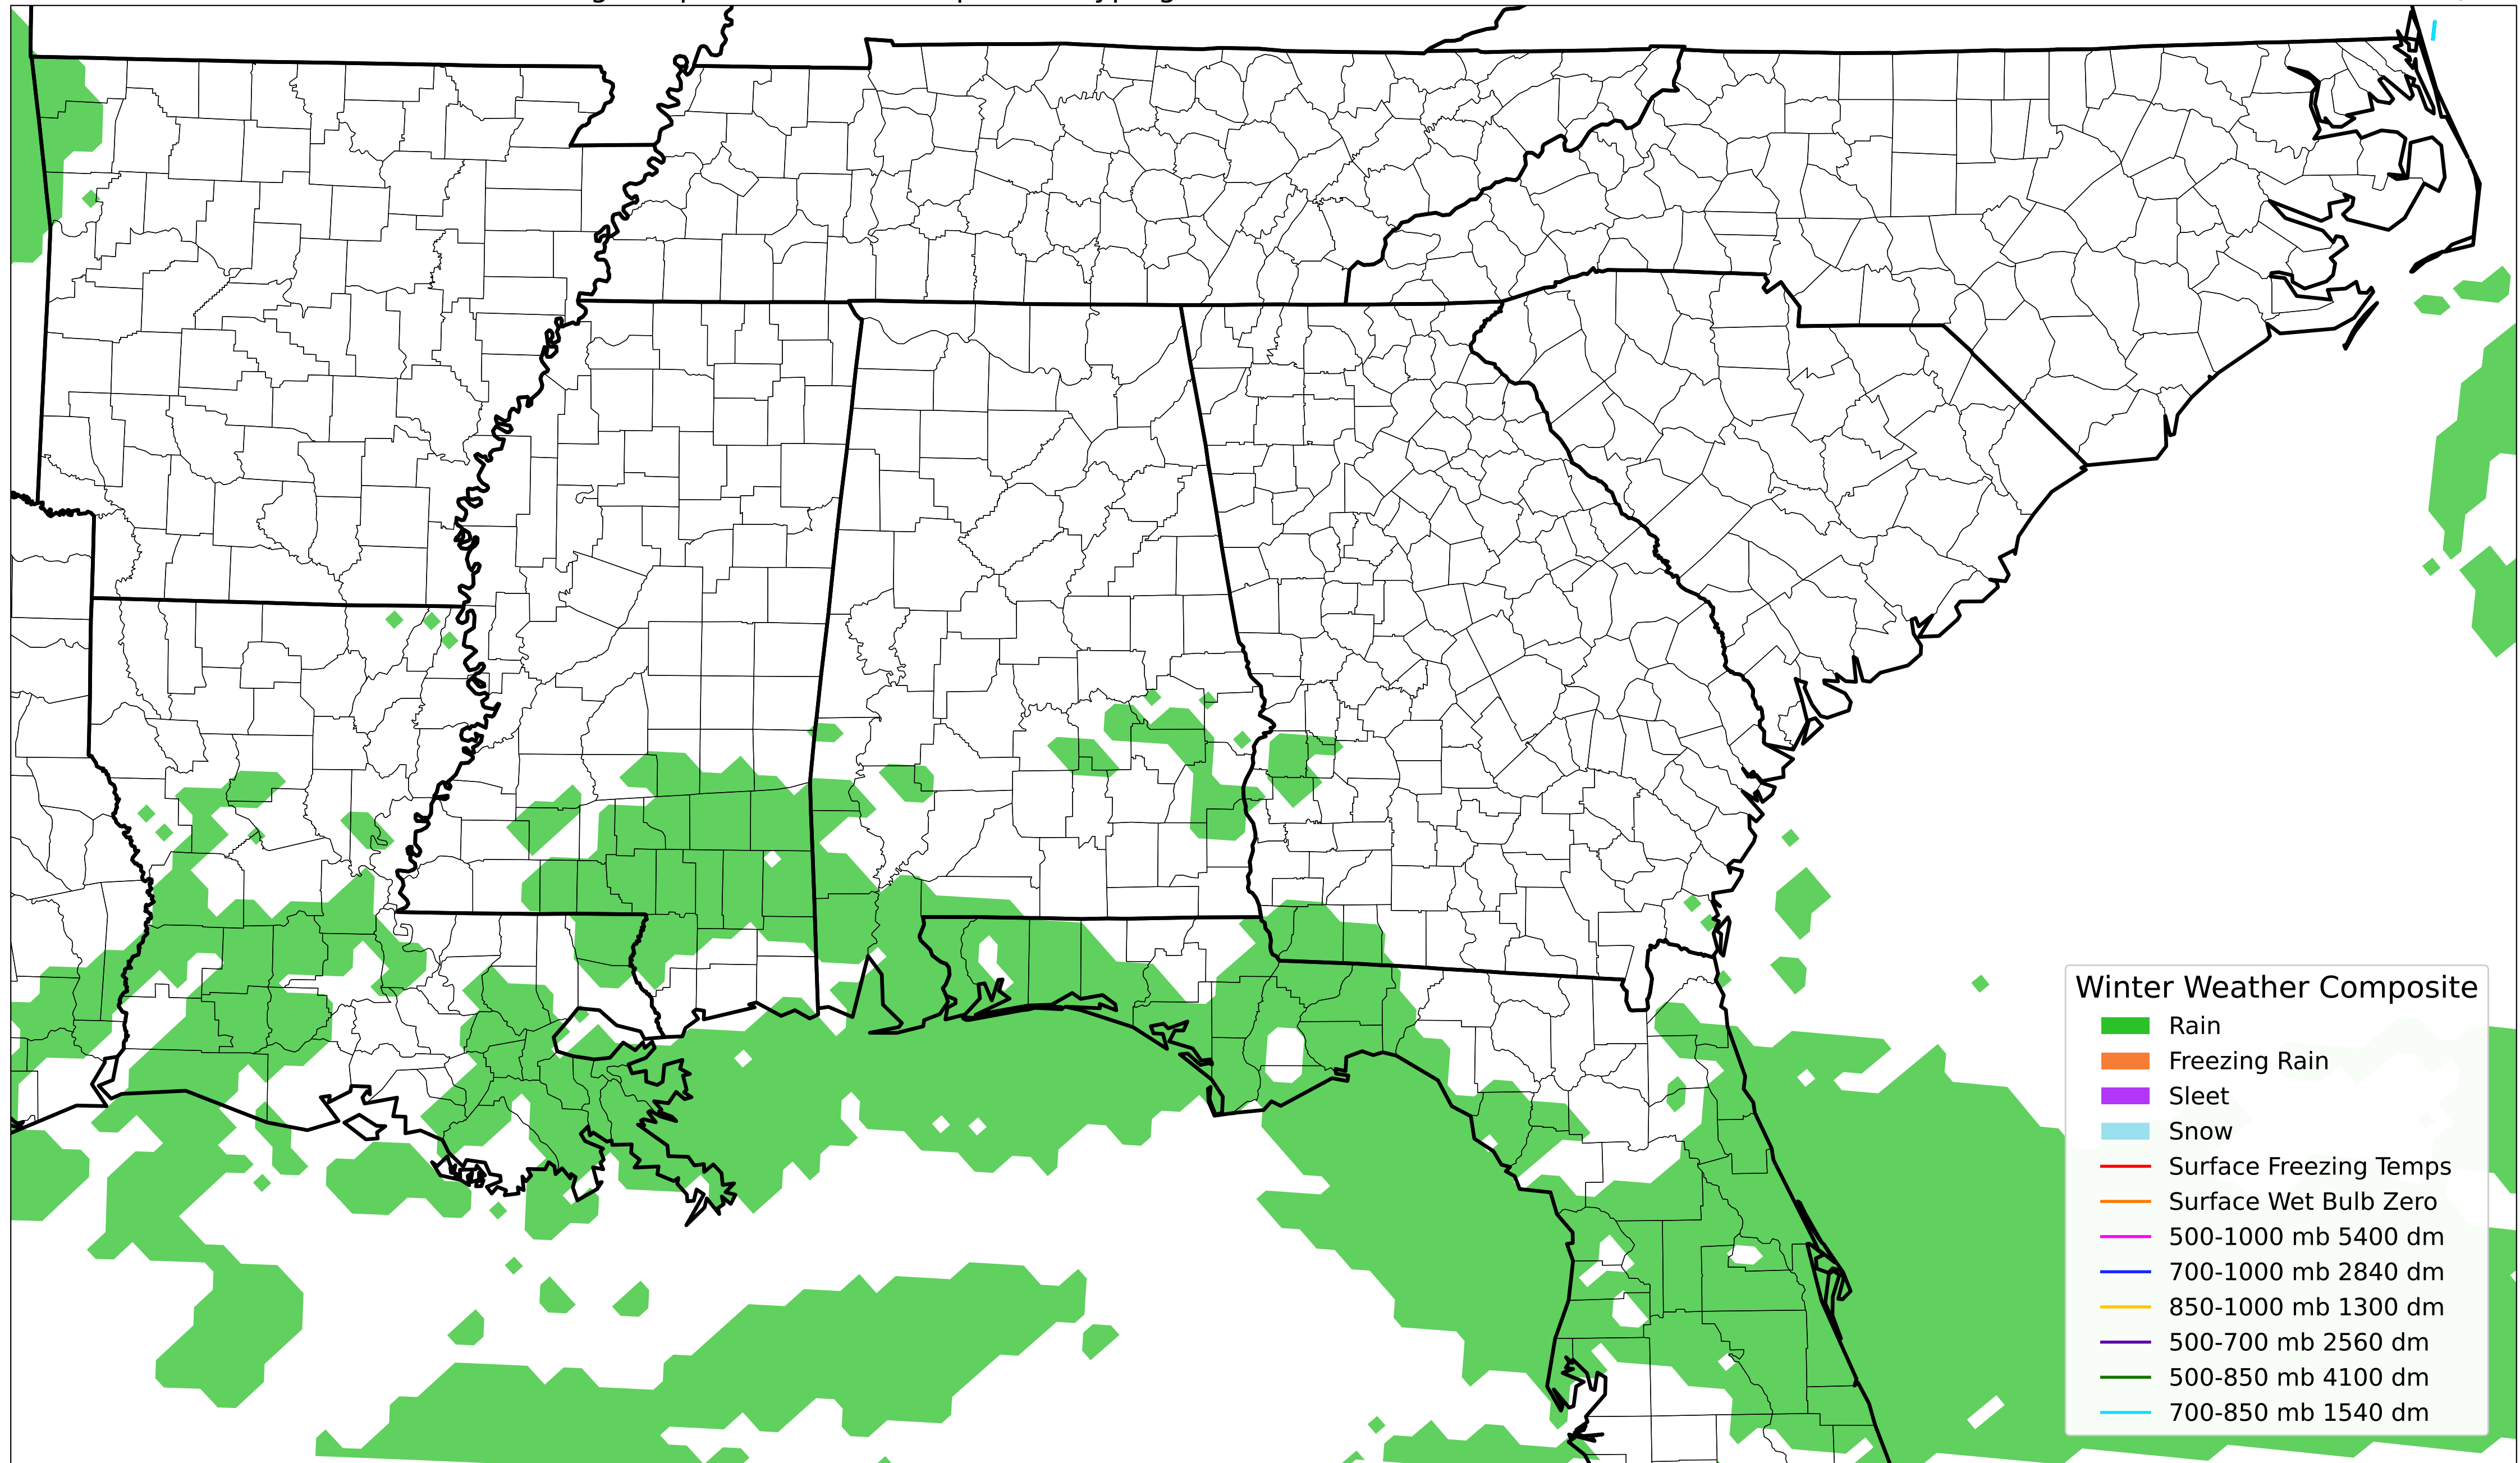 Winter Weather Composite
Rain
Freezing Rain
Sleet
Snow
Surface Freezing Temps
Surface Wet Bulb Zero
500-1000 mb 5400 dm
700-1000 mb 2840 dm
850-1000 mb 1300 dm
500-700 mb 2560 dm
500-850 mb 4100 dm
700-850 mb 1540 dm